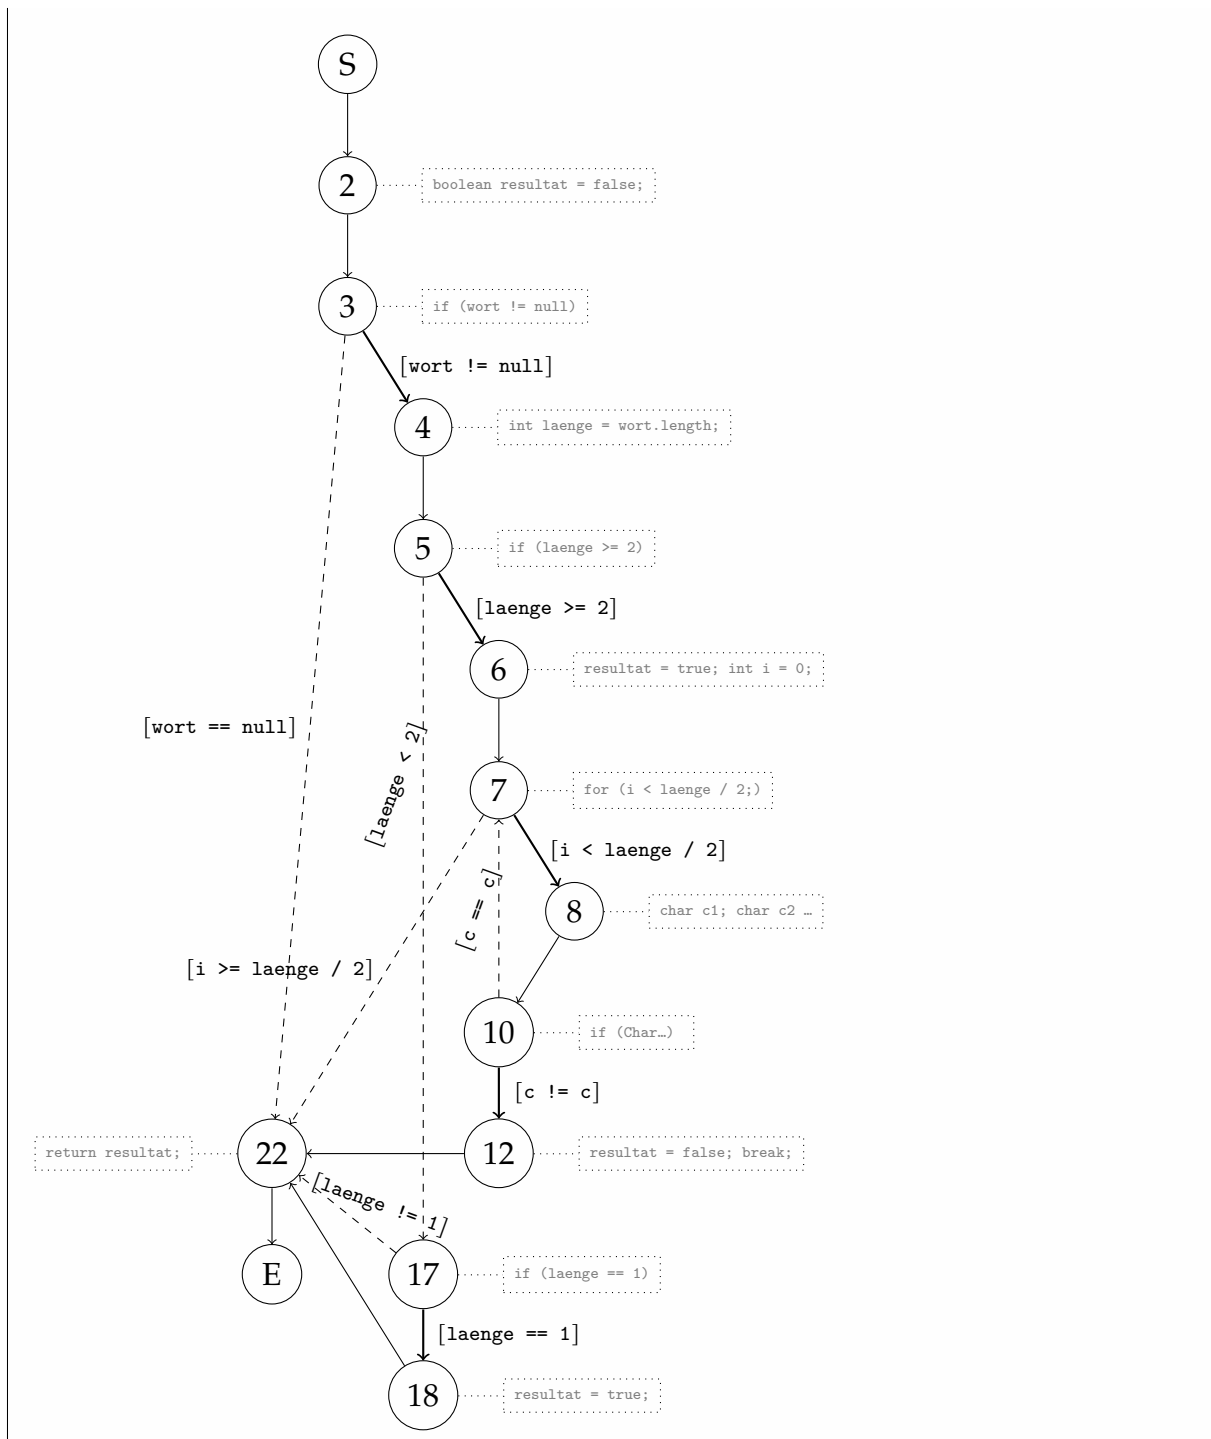 S
2
boolean resultat = false;
3
if (wort != null)
[wort != null]
4
int laenge = wort.length;
5
if (laenge >= 2)
[laenge >= 2]
6
resultat = true; int i = 0;
[wort == null]
[laenge < 2]
7
for (i < laenge / 2;)
[i < laenge / 2]
[c == c]
8
char c1; char c2 …
[i >= laenge / 2]
10
if (Char…)
[c != c]
return resultat;
22
12
resultat = false; break;
[laenge != 1]
E
17
if (laenge == 1)
[laenge == 1]
18
resultat = true;